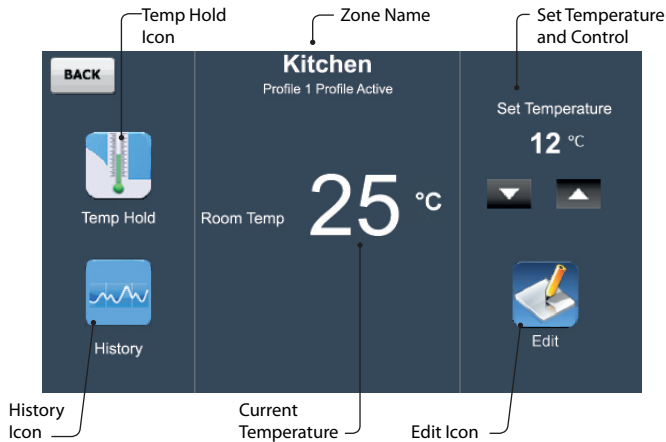 Temp Hold
Icon
Zone Name
Set Temperature
and Control
BACK
Kitchen
Profile 1 Profile Active
Set Temperature
12 °C
Temp Hold
Room Temp 25 °C
History
Edit
History
Icon
Current
Temperature
Edit Icon